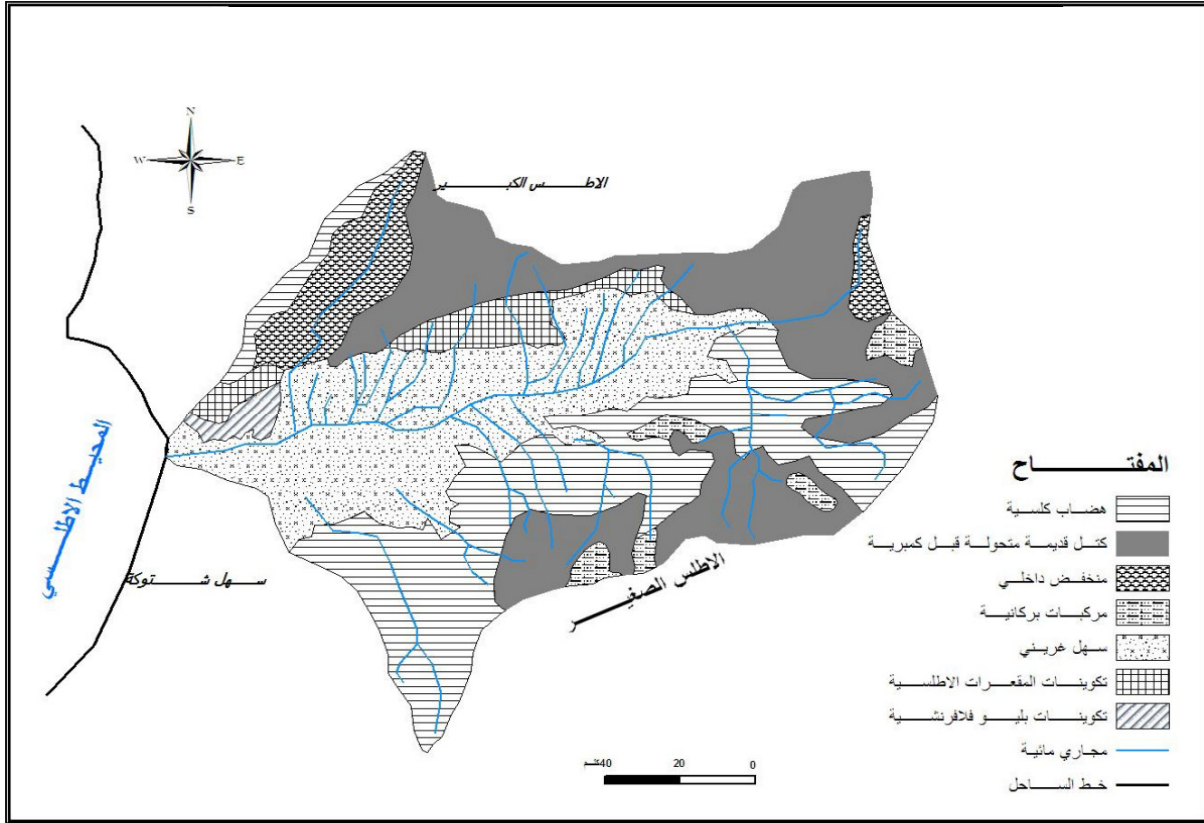 N
W
E
S
الاطس الكبير
المحيط الاطلسي
سهل شتوكة
الاطلس الصغير
المفتاح
هضاب كلسية
كتل قديمة متحولة قبل كمبرية
منخفض داخلي
مركبات بركانية
سهل غريني
تكوينات المقعرات الاطلسية
تكوينات بليو فلافرنشية
مجاري مائية
خط الساحل
40كلم 20 0